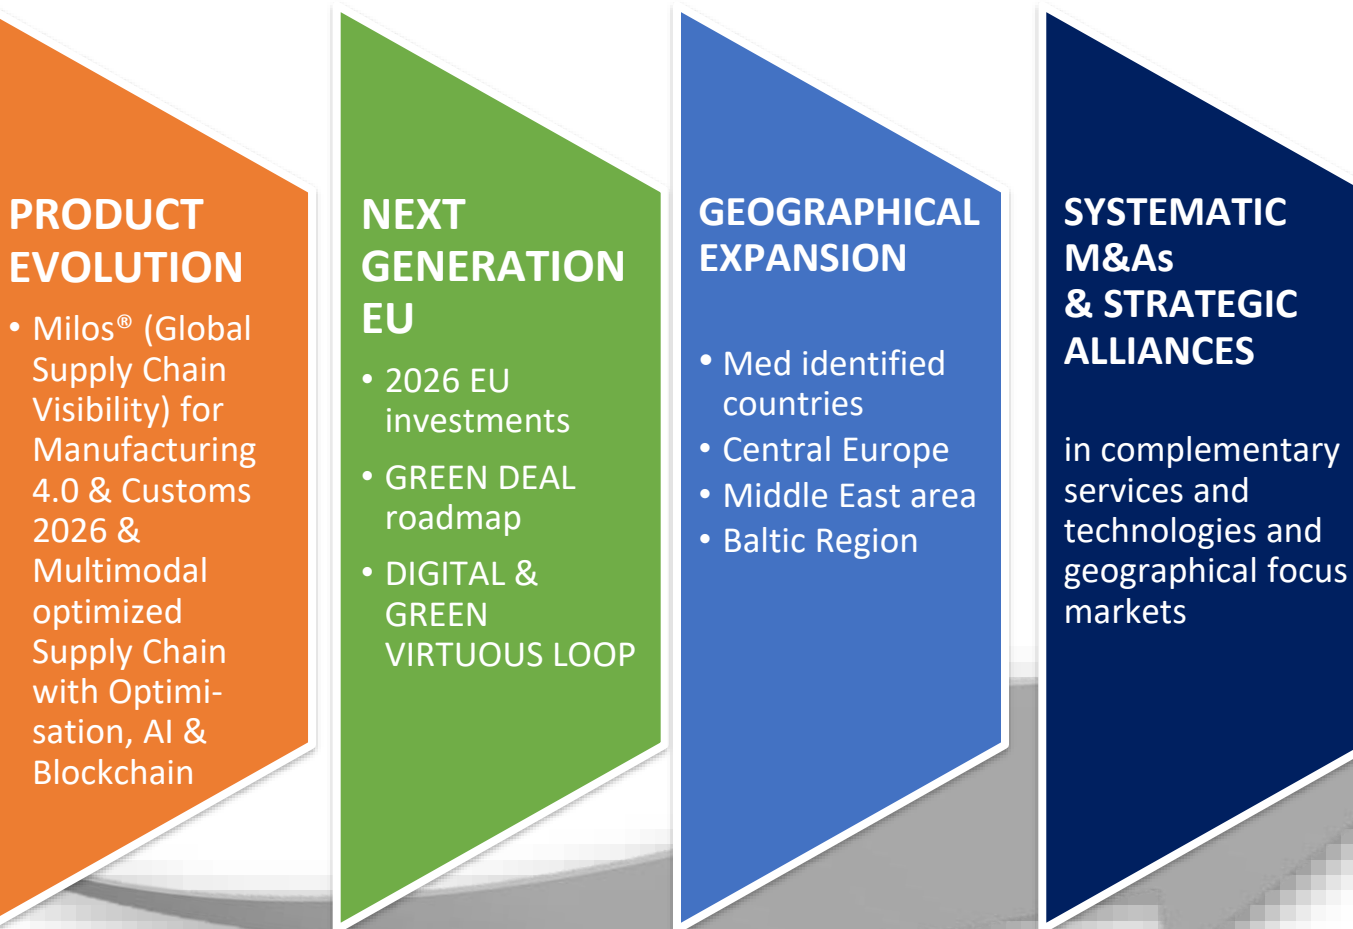 PRODUCT
EVOLUTION
• Milos® (Global
Supply Chain
Visibility) for
Manufacturing
4.0 & Customs
2026 &
Multimodal
optimized
Supply Chain
with Optimi-
sation, AI &
Blockchain
NEXT
GENERATION
EU
• 2026 EU
investments
• GREEN DEAL
roadmap
• DIGITAL &
GREEN
VIRTUOUS LOOP
GEOGRAPHICAL
EXPANSION
• Med identified
countries
• Central Europe
• Middle East area
• Baltic Region
SYSTEMATIC
M&As
& STRATEGIC
ALLIANCES
in complementary
services and
technologies and
geographical focus
markets